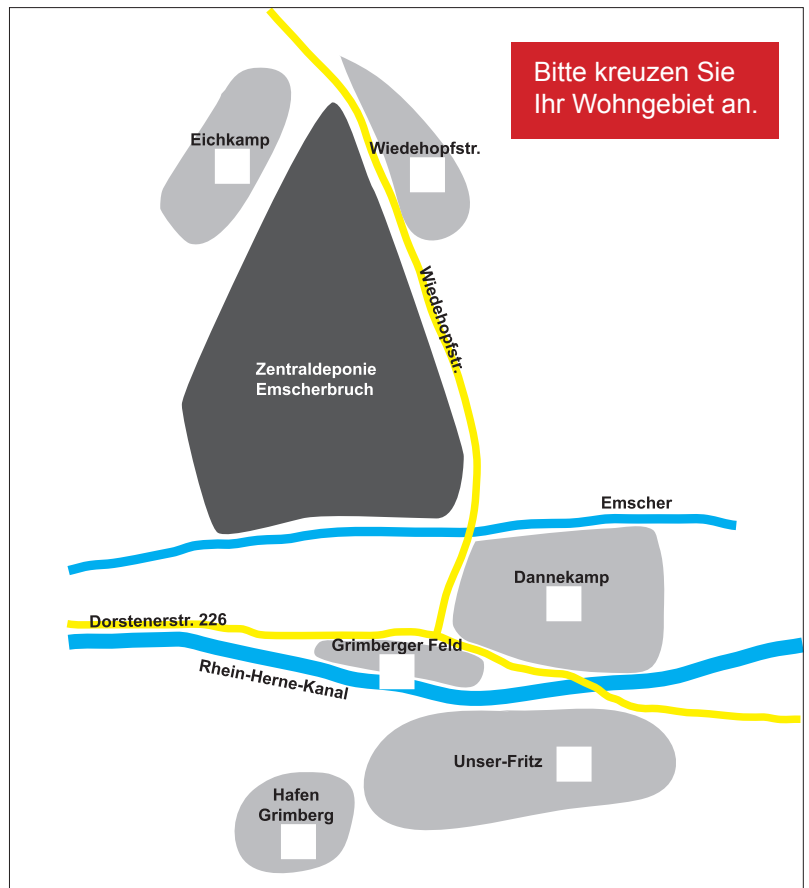 Bitte kreuzen Sie
Ihr Wohngebiet an.
Eichkamp
Wiedehopfstr.
Wiedehopfstr.
Zentraldeponie
Emscherbruch
Emscher
Dannekamp
Dorstenerstr. 226
Grimberger Feld
Rhein-Herne-Kanal
Unser-Fritz
Hafen
Grimberg